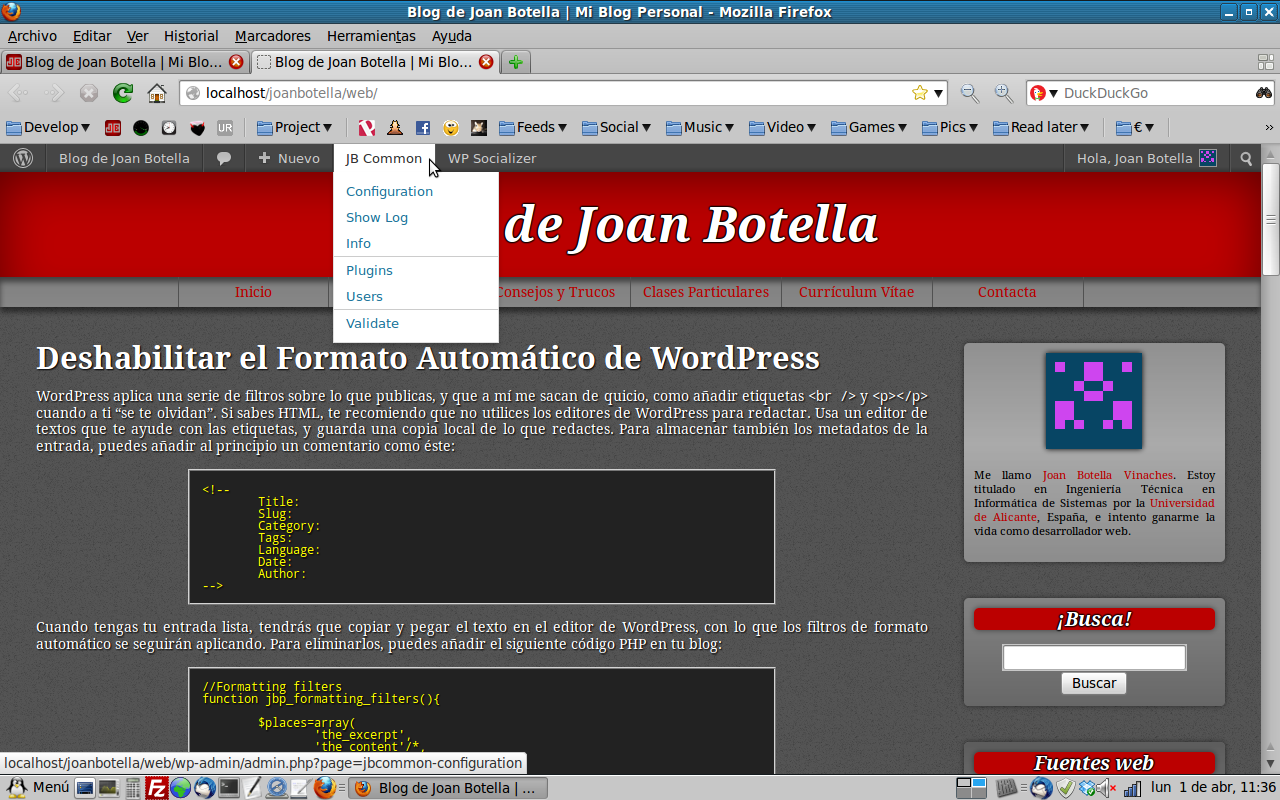 Blog de Joan Botella | Mi Blog Personal - Mozilla Firefox
Archivo Editar Ver Historial Marcadores Herramientas Ayuda
Blog de Joan Botella | Mi Blo... Blog de Joan Botella | Mi Blo...
localhost/joanbotella/web/ DuckDuckGo
Develop UR Project Feeds Social Music Video Games Pics Read later € »
Blog de Joan Botella Nuevo JB Common WP Socializer Hola, Joan Botella
Configuration
Show Log
Info
Plugins
Users
Validate
de Joan Botella
Inicio Consejos y Trucos Clases Particulares Currículum Vítae Contacta
Deshabilitar el Formato Automático de WordPress
WordPress aplica una serie de filtros sobre lo que publicas, y que a mí me sacan de quicio, como añadir etiquetas <br /> y <p></p>
cuando a ti “se te olvidan”. Si sabes HTML, te recomiendo que no utilices los editores de WordPress para redactar. Usa un editor de
textos que te ayude con las etiquetas, y guarda una copia local de lo que redactes. Para almacenar también los metadatos de la
entrada, puedes añadir al principio un comentario como éste:
<!--
Title:
Slug:
Category:
Tags:
Language:
Date:
Author:
-->
Cuando tengas tu entrada lista, tendrás que copiar y pegar el texto en el editor de WordPress, con lo que los filtros de formato
automático se seguirán aplicando. Para eliminarlos, puedes añadir el siguiente código PHP en tu blog:
//Formatting filters
function jbp_formatting_filters(){
$places=array(
'the_excerpt',
'the_content'/*,
Me llamo Joan Botella Vinaches. Estoy
titulado en Ingeniería Técnica en
Informática de Sistemas por la Universidad
de Alicante, España, e intento ganarme la
vida como desarrollador web.
¡Busca!
Buscar
Fuentes web
localhost/joanbotella/web/wp-admin/admin.php?page=jbcommon-configuration
Menú Blog de Joan Botella | ... lun 1 de abr, 11:36